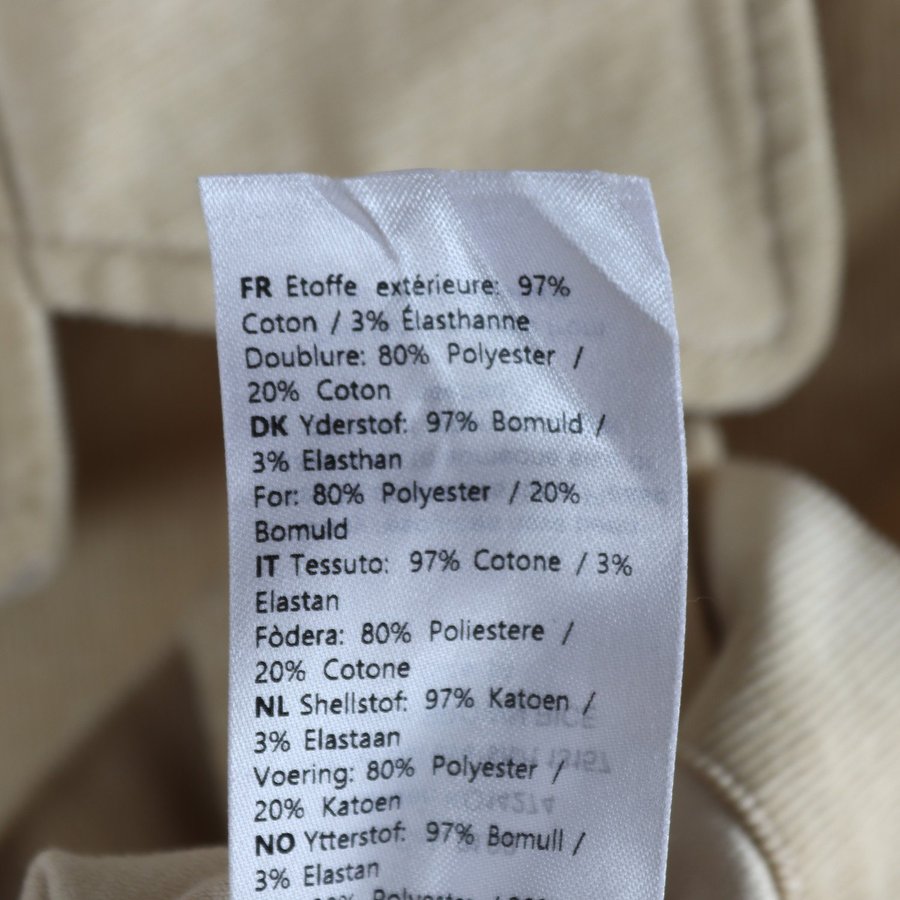 FR Etoffe extérieure: 97%
Coton / 3% Élasthanne
Doublure: 80% Polyester /
20% Coton
DK Yderstof: 97% Bomuld /
3% Elasthan
For: 80% Polyester / 20%
Bomuld
IT Tessuto: 97% Cotone / 3%
Elastan
Fòdera: 80% Poliestere /
20% Cotone
NL Shellstof: 97% Katoen /
3% Elastaan
Voering: 80% Polyester /
20% Katoen
NO Ytterstof: 97% Bomull /
3% Elastan
Polyester /